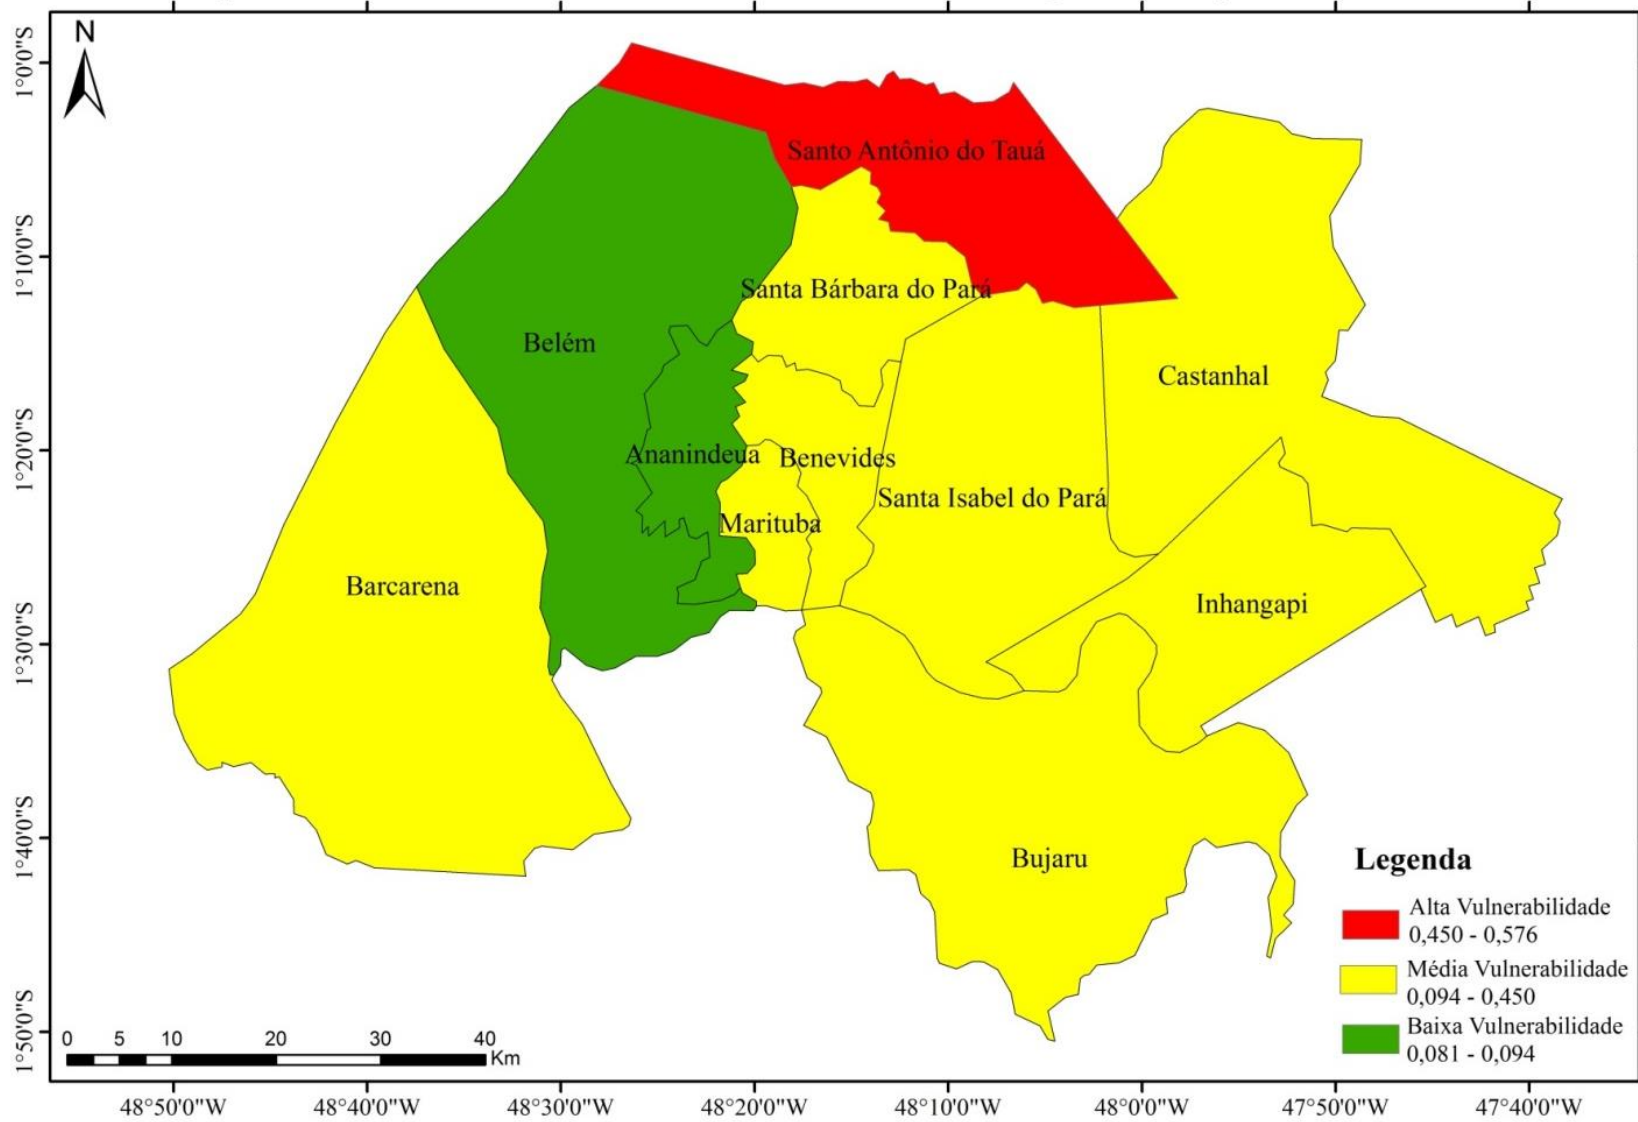 N
1°0'0"S
1°10'0"S
1°20'0"S
1°30'0"S
1°40'0"S
1°50'0"S
Santo Antônio do Tauá
Santa Bárbara do Pará
Belém
Castanhal
Ananindeua
Benevides
Santa Isabel do Pará
Marituba
Barcarena
Inhangapi
Bujaru
Legenda
Alta Vulnerabilidade
0,450 - 0,576
Média Vulnerabilidade
0,094 - 0,450
Baixa Vulnerabilidade
0,081 - 0,094
0 5 10 20 30 40
Km
48°50'0"W 48°40'0"W 48°30'0"W 48°20'0"W 48°10'0"W 48°0'0"W 47°50'0"W 47°40'0"W